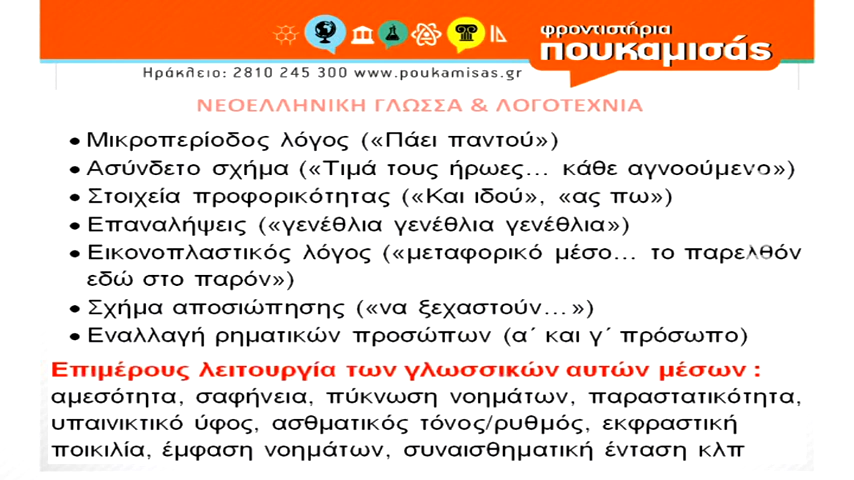 φροντιστήρια
πουκαμισάς
Ηράκλειο: 2810 245 300 www.poukamisas.gr
ΝΕΟΕΛΛΗΝΙΚΗ ΓΛΩΣΣΑ & ΛΟΓΟΤΕΧΝΙΑ
• Μικροπερίοδος λόγος («Πάει παντού»)
• Ασύνδετο σχήμα («Τιμά τους ήρωες... κάθε αγνοούμενο»)
• Στοιχεία προφορικότητας («Και ιδού», «ας πω»)
• Επαναλήψεις («γενέθλια γενέθλια γενέθλια»)
• Εικονοπλαστικός λόγος («μεταφορικό μέσο... το παρελθόν
εδώ στο παρόν»)
• Σχήμα αποσιώπησης («να ξεχαστούν...»)
• Εναλλαγή ρηματικών προσώπων (α΄ και γ΄ πρόσωπο)
Επιμέρους λειτουργία των γλωσσικών αυτών μέσων :
αμεσότητα, σαφήνεια, πύκνωση νοημάτων, παραστατικότητα,
υπαινικτικό ύφος, ασθματικός τόνος/ρυθμός, εκφραστική
ποικιλία, έμφαση νοημάτων, συναισθηματική ένταση κλπ